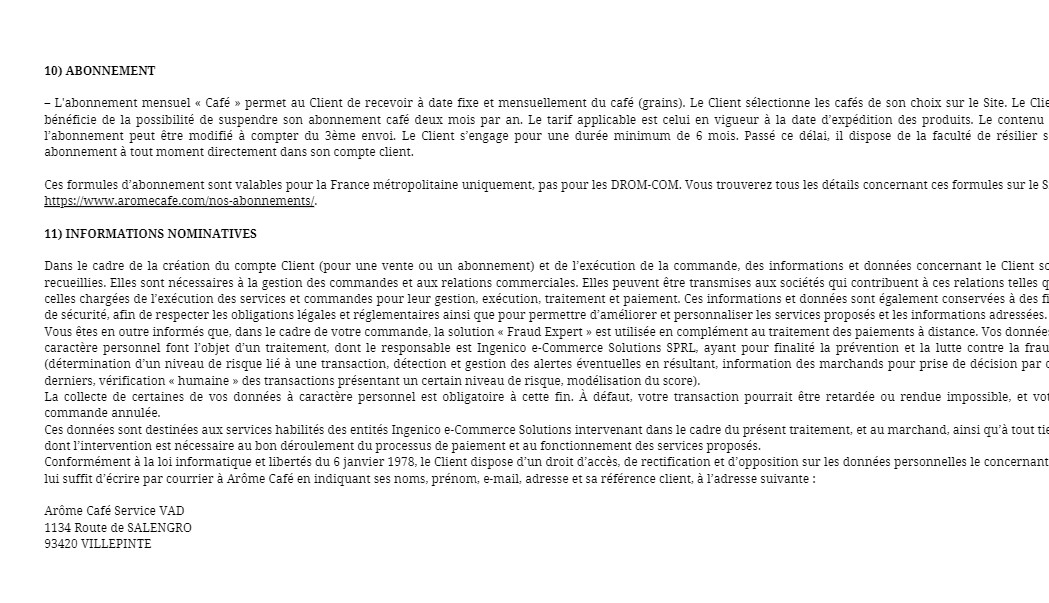 10) ABONNEMENT
– L'abonnement mensuel « Café » permet au Client de recevoir à date fixe et mensuellement du café (grains). Le Client sélectionne les cafés de son choix sur le Site. Le
bénéficie de la possibilité de suspendre son abonnement café deux mois par an. Le tarif applicable est celui en vigueur à la date d'expédition des produits. Le contenu
l'abonnement peut être modifié à compter du 3ème envoi. Le Client s'engage pour une durée minimum de 6 mois. Passé ce délai, il dispose de la faculté de résilier
abonnement à tout moment directement dans son compte client.
Ces formules d'abonnement sont valables pour la France métropolitaine uniquement, pas pour les DROM-COM. Vous trouverez tous les détails concernant ces formules sur le
https://www.aromecafe.com/nos-abonnements/.
11) INFORMATIONS NOMINATIVES
Dans le cadre de la création du compte Client (pour une vente ou un abonnement) et de l'exécution de la commande, des informations et données concernant le Client
recueillies. Elles sont nécessaires à la gestion des commandes et aux relations commerciales. Elles peuvent être transmises aux sociétés qui contribuent à ces relations telles
celles chargées de l'exécution des services et commandes pour leur gestion, exécution, traitement et paiement. Ces informations et données sont également conservées à des
de sécurité, afin de respecter les obligations légales et réglementaires ainsi que pour permettre d'améliorer et personnaliser les services proposés et les informations adressées.
Vous êtes en outre informés que, dans le cadre de votre commande, la solution « Fraud Expert » est utilisée en complément au traitement des paiements à distance. Vos
caractère personnel font l'objet d'un traitement, dont le responsable est Ingenico e-Commerce Solutions SPRL, ayant pour finalité la prévention et la lutte contre la
(détermination d'un niveau de risque lié à une transaction, détection et gestion des alertes éventuelles en résultant, information des marchands pour prise de décision par
derniers, vérification « humaine » des transactions présentant un certain niveau de risque, modélisation du score).
La collecte de certaines de vos données à caractère personnel est obligatoire à cette fin. À défaut, votre transaction pourrait être retardée ou rendue impossible, et
commande annulée.
Ces données sont destinées aux services habilités des entités Ingenico e-Commerce Solutions intervenant dans le cadre du présent traitement, et au marchand, ainsi qu'à tout
dont l'intervention est nécessaire au bon déroulement du processus de paiement et au fonctionnement des services proposés.
Conformément à la loi informatique et libertés du 6 janvier 1978, le Client dispose d'un droit d'accès, de rectification et d'opposition sur les données personnelles le concernant
lui suffit d'écrire par courrier à Arôme Café en indiquant ses noms, prénom, e-mail, adresse et sa référence client, à l'adresse suivante :
Arôme Café Service VAD
1134 Route de SALENGRO
93420 VILLEPINTE